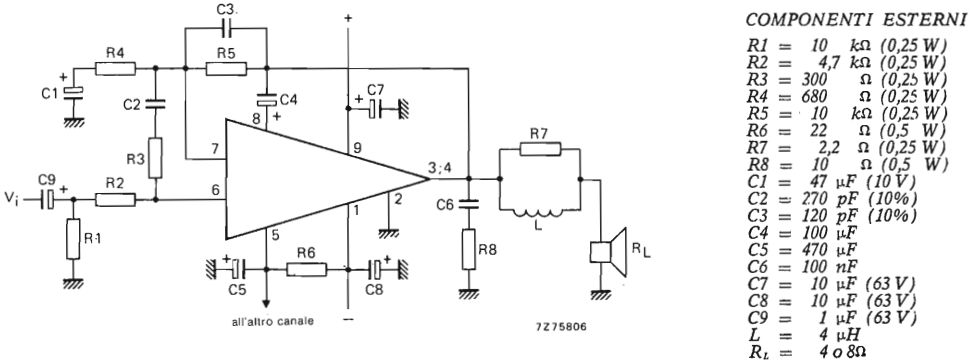 C3
+
R4
R5
+
C1
C2
C4
+
C7
+
8
R3
7
9
R7
3;4
C9
+
R2
6
Vi
1
2
C6
L
5
R1
+
R6
+
R8
RL
C5
C8
all'altro canale
−
7Z75806
COMPONENTI ESTERNI
R1 = 10 kΩ (0,25 W)
R2 = 4,7 kΩ (0,25 W)
R3 = 300 Ω (0,25 W)
R4 = 680 Ω (0,25 W)
R5 = 10 kΩ (0,25 W)
R6 = 22 Ω (0,5 W)
R7 = 2,2 Ω (0,25 W)
R8 = 10 Ω (0,5 W)
C1 = 47 µF (10 V)
C2 = 270 pF (10%)
C3 = 120 pF (10%)
C4 = 100 µF
C5 = 470 µF
C6 = 100 nF
C7 = 10 µF (63 V)
C8 = 10 µF (63 V)
C9 = 1 µF (63 V)
L = 4 µH
RL = 4 o 8Ω